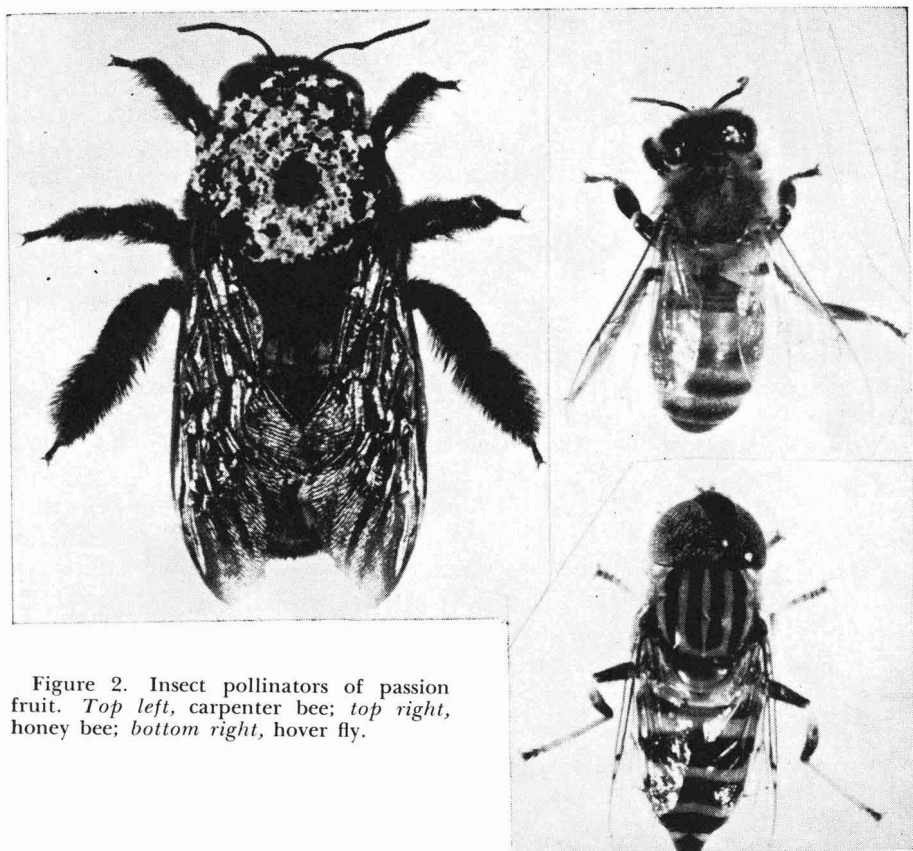 Figure 2. Insect pollinators of passion
fruit. Top left, carpenter bee; top right,
honey bee; bottom right, hover fly.